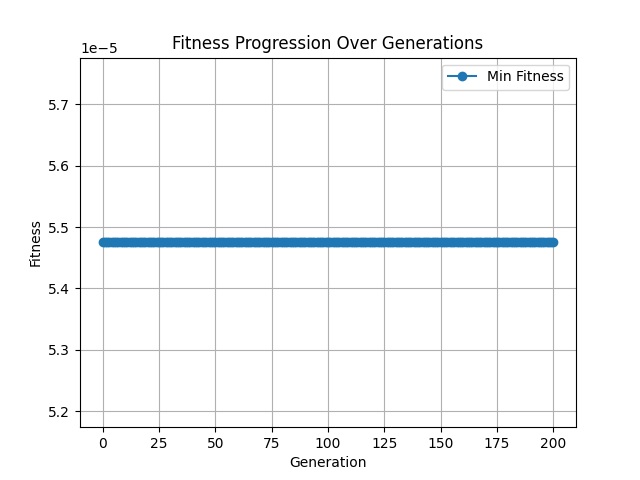 Fitness Progression Over Generations
1e−5
Min Fitness
5.7
5.6
5.5
5.4
5.3
5.2
Fitness
0 25 50 75 100 125 150 175 200
Generation